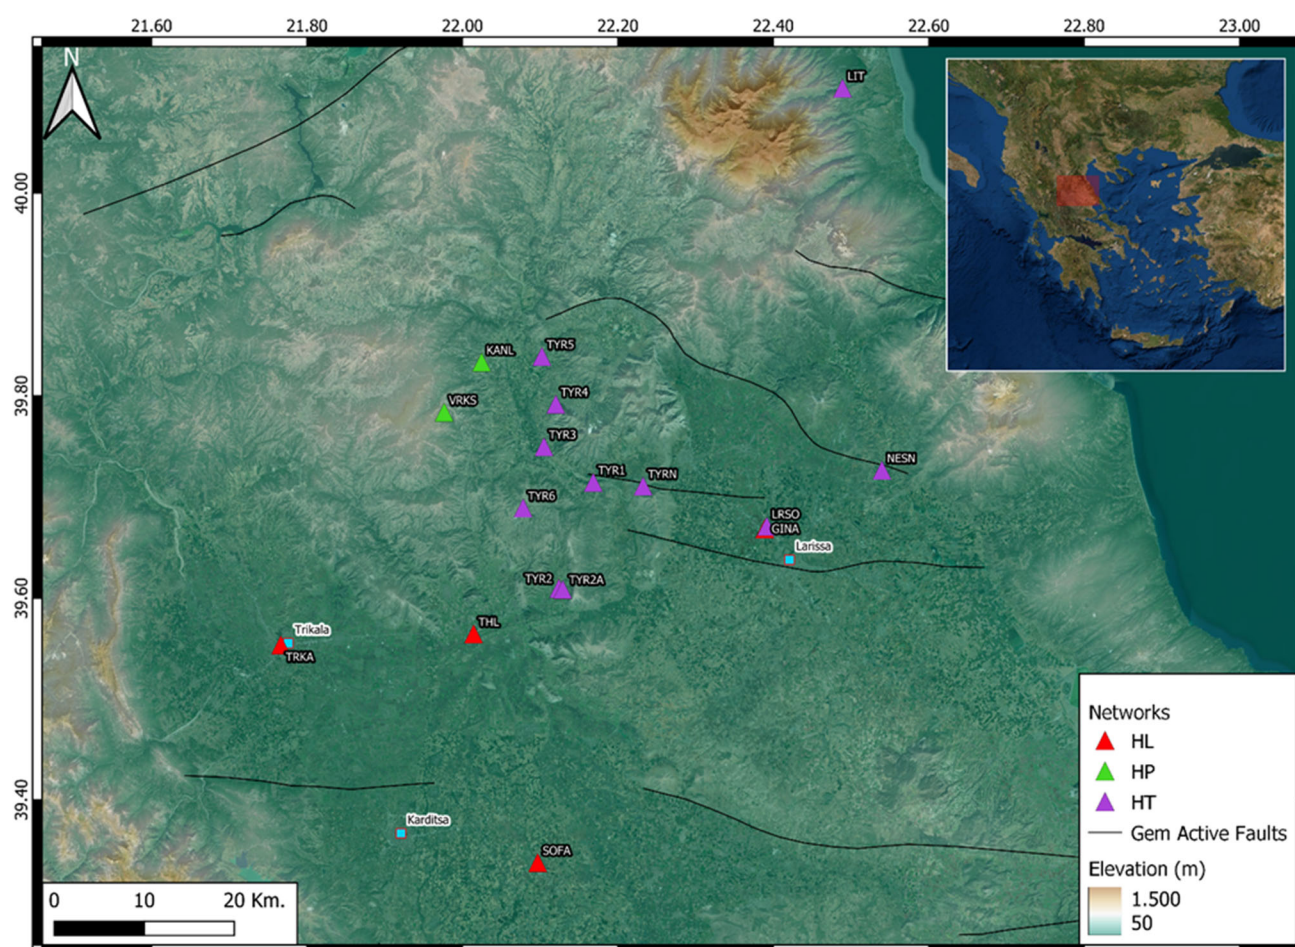 21.60 21.80 22.00 22.20 22.40 22.60 22.80 23.00
N
LIT
40.00
KANL
TYR5
39.80
VRKS
TYR4
TYR3
NESN
TYR1
TYRN
TYR6
LRSO
GINA
Larissa
39.60
TYR2
TYR2A
THL
Trikala
TRKA
39.40
Karditsa
SOFA
0 10 20 Km.
Networks
HL
HP
HT
Gem Active Faults
Elevation (m)
1.500
50